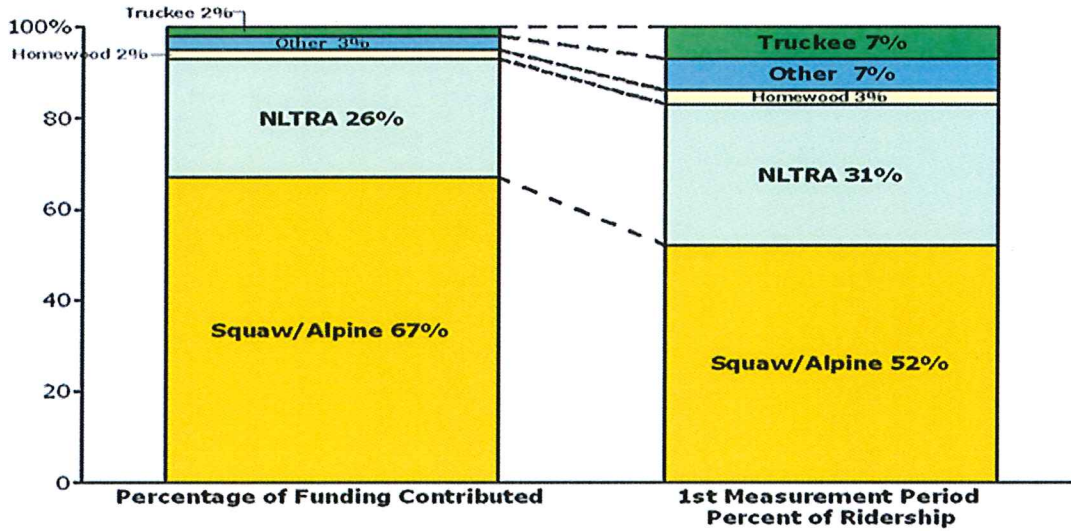 Truckee 2%
100%
Other 3%
Homewood 2%
80
NLTRA 26%
60
40
Squaw/Alpine 67%
20
0
Percentage of Funding Contributed
Truckee 7%
Other 7%
Homewood 3%
NLTRA 31%
Squaw/Alpine 52%
1st Measurement Period
Percent of Ridership